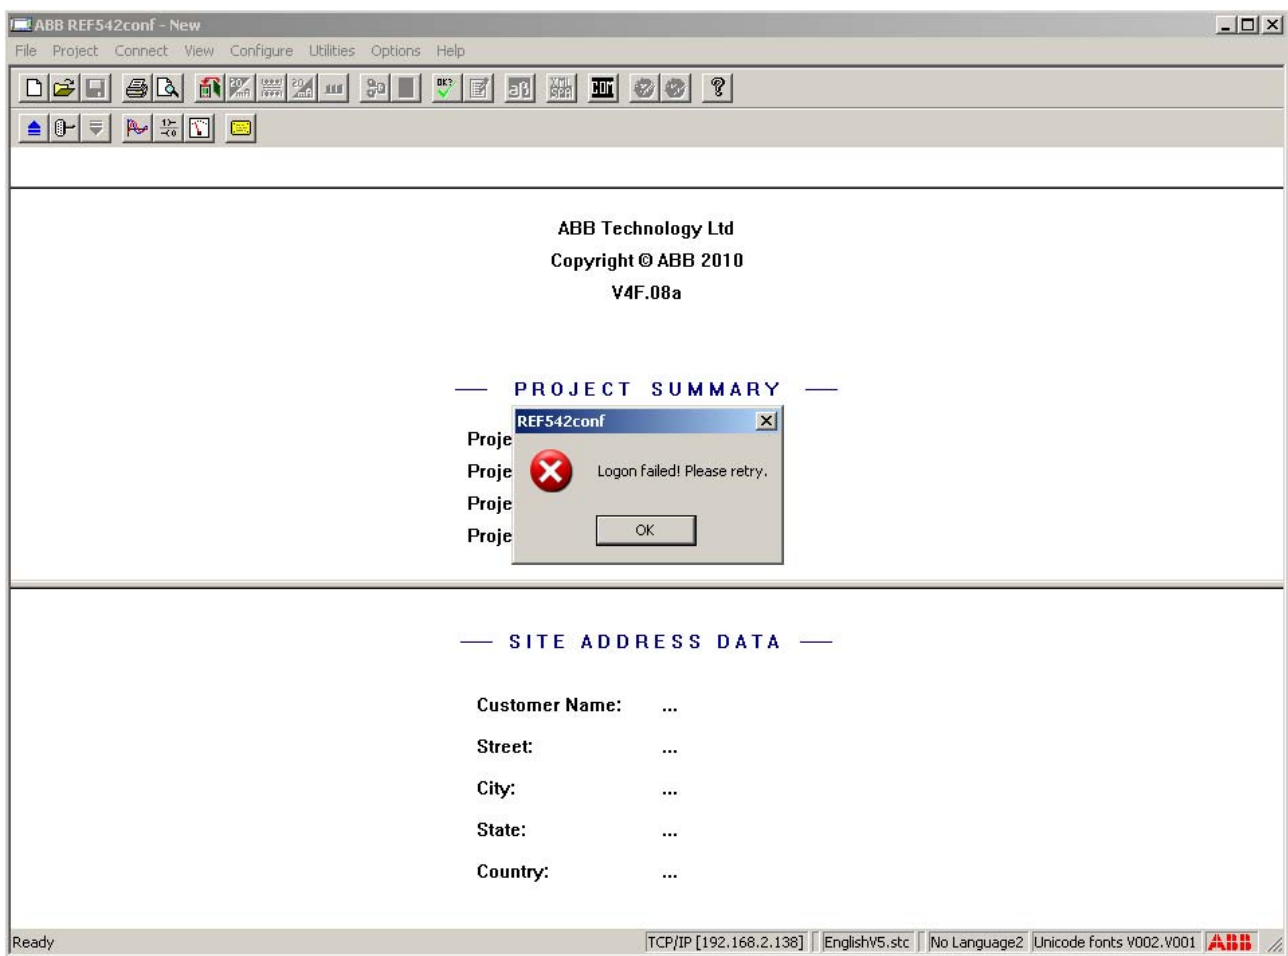 ABB REF542conf - New
File Project Connect View Configure Utilities Options Help
OK?
COM
ABB Technology Ltd
Copyright © ABB 2010
V4F.08a
PROJECT SUMMARY
REF542conf
Proje
Logon failed! Please retry.
Proje
Proje
OK
Proje
SITE ADDRESS DATA
Customer Name: ...
Street: ...
City: ...
State: ...
Country: ...
Ready TCP/IP [192.168.2.138] EnglishV5.stc No Language2 Unicode fonts V002.V001 ABB